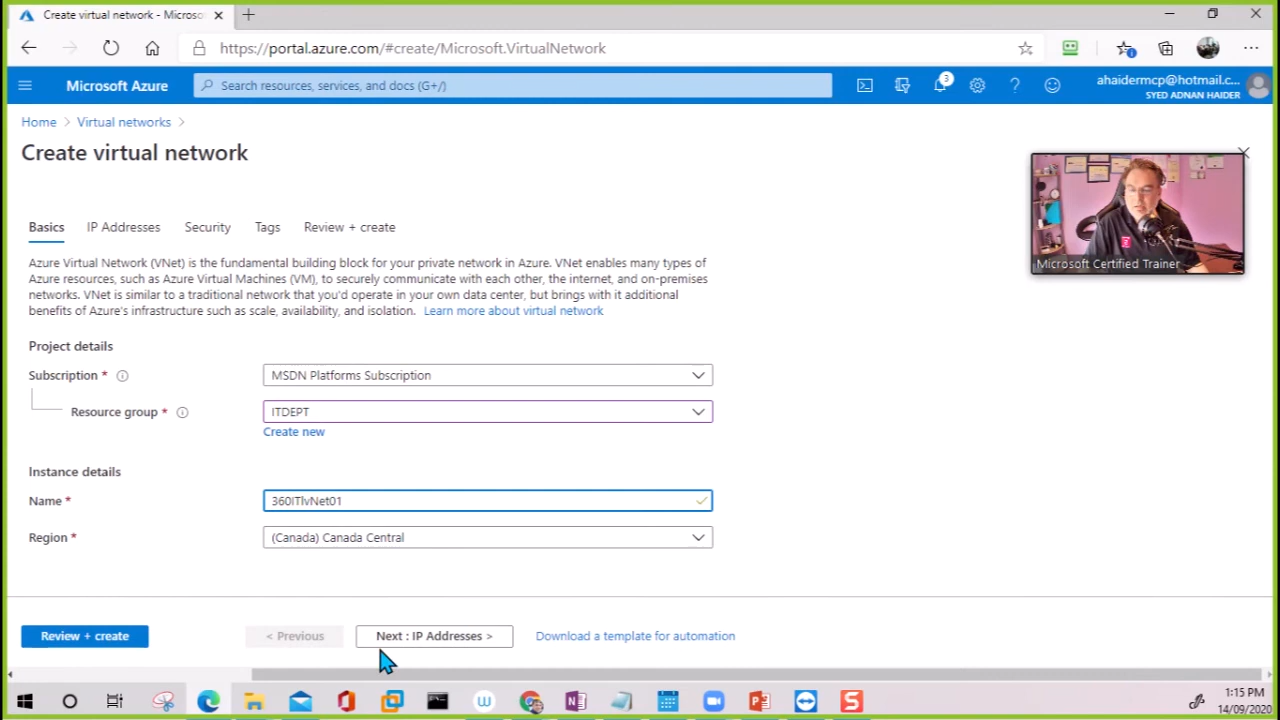 Create virtual network - Microso
https://portal.azure.com/#create/Microsoft.VirtualNetwork
Microsoft Azure
Search resources, services, and docs (G+/)
3
ahaidermcp@hotmail.c...
SYED ADNAN HAIDER
Home > Virtual networks >
Create virtual network
Basics IP Addresses Security Tags Review + create
Azure Virtual Network (VNet) is the fundamental building block for your private network in Azure. VNet enables many types of
Azure resources, such as Azure Virtual Machines (VM), to securely communicate with each other, the internet, and on-premises
networks. VNet is similar to a traditional network that you'd operate in your own data center, but brings with it additional
benefits of Azure's infrastructure such as scale, availability, and isolation. Learn more about virtual network
Microsoft Certified Trainer
Project details
Subscription * MSDN Platforms Subscription
Resource group * ITDEPT
Create new
Instance details
Name * 360ITlvNet01
Region * (Canada) Canada Central
Review + create < Previous Next : IP Addresses > Download a template for automation
1:15 PM
14/09/2020